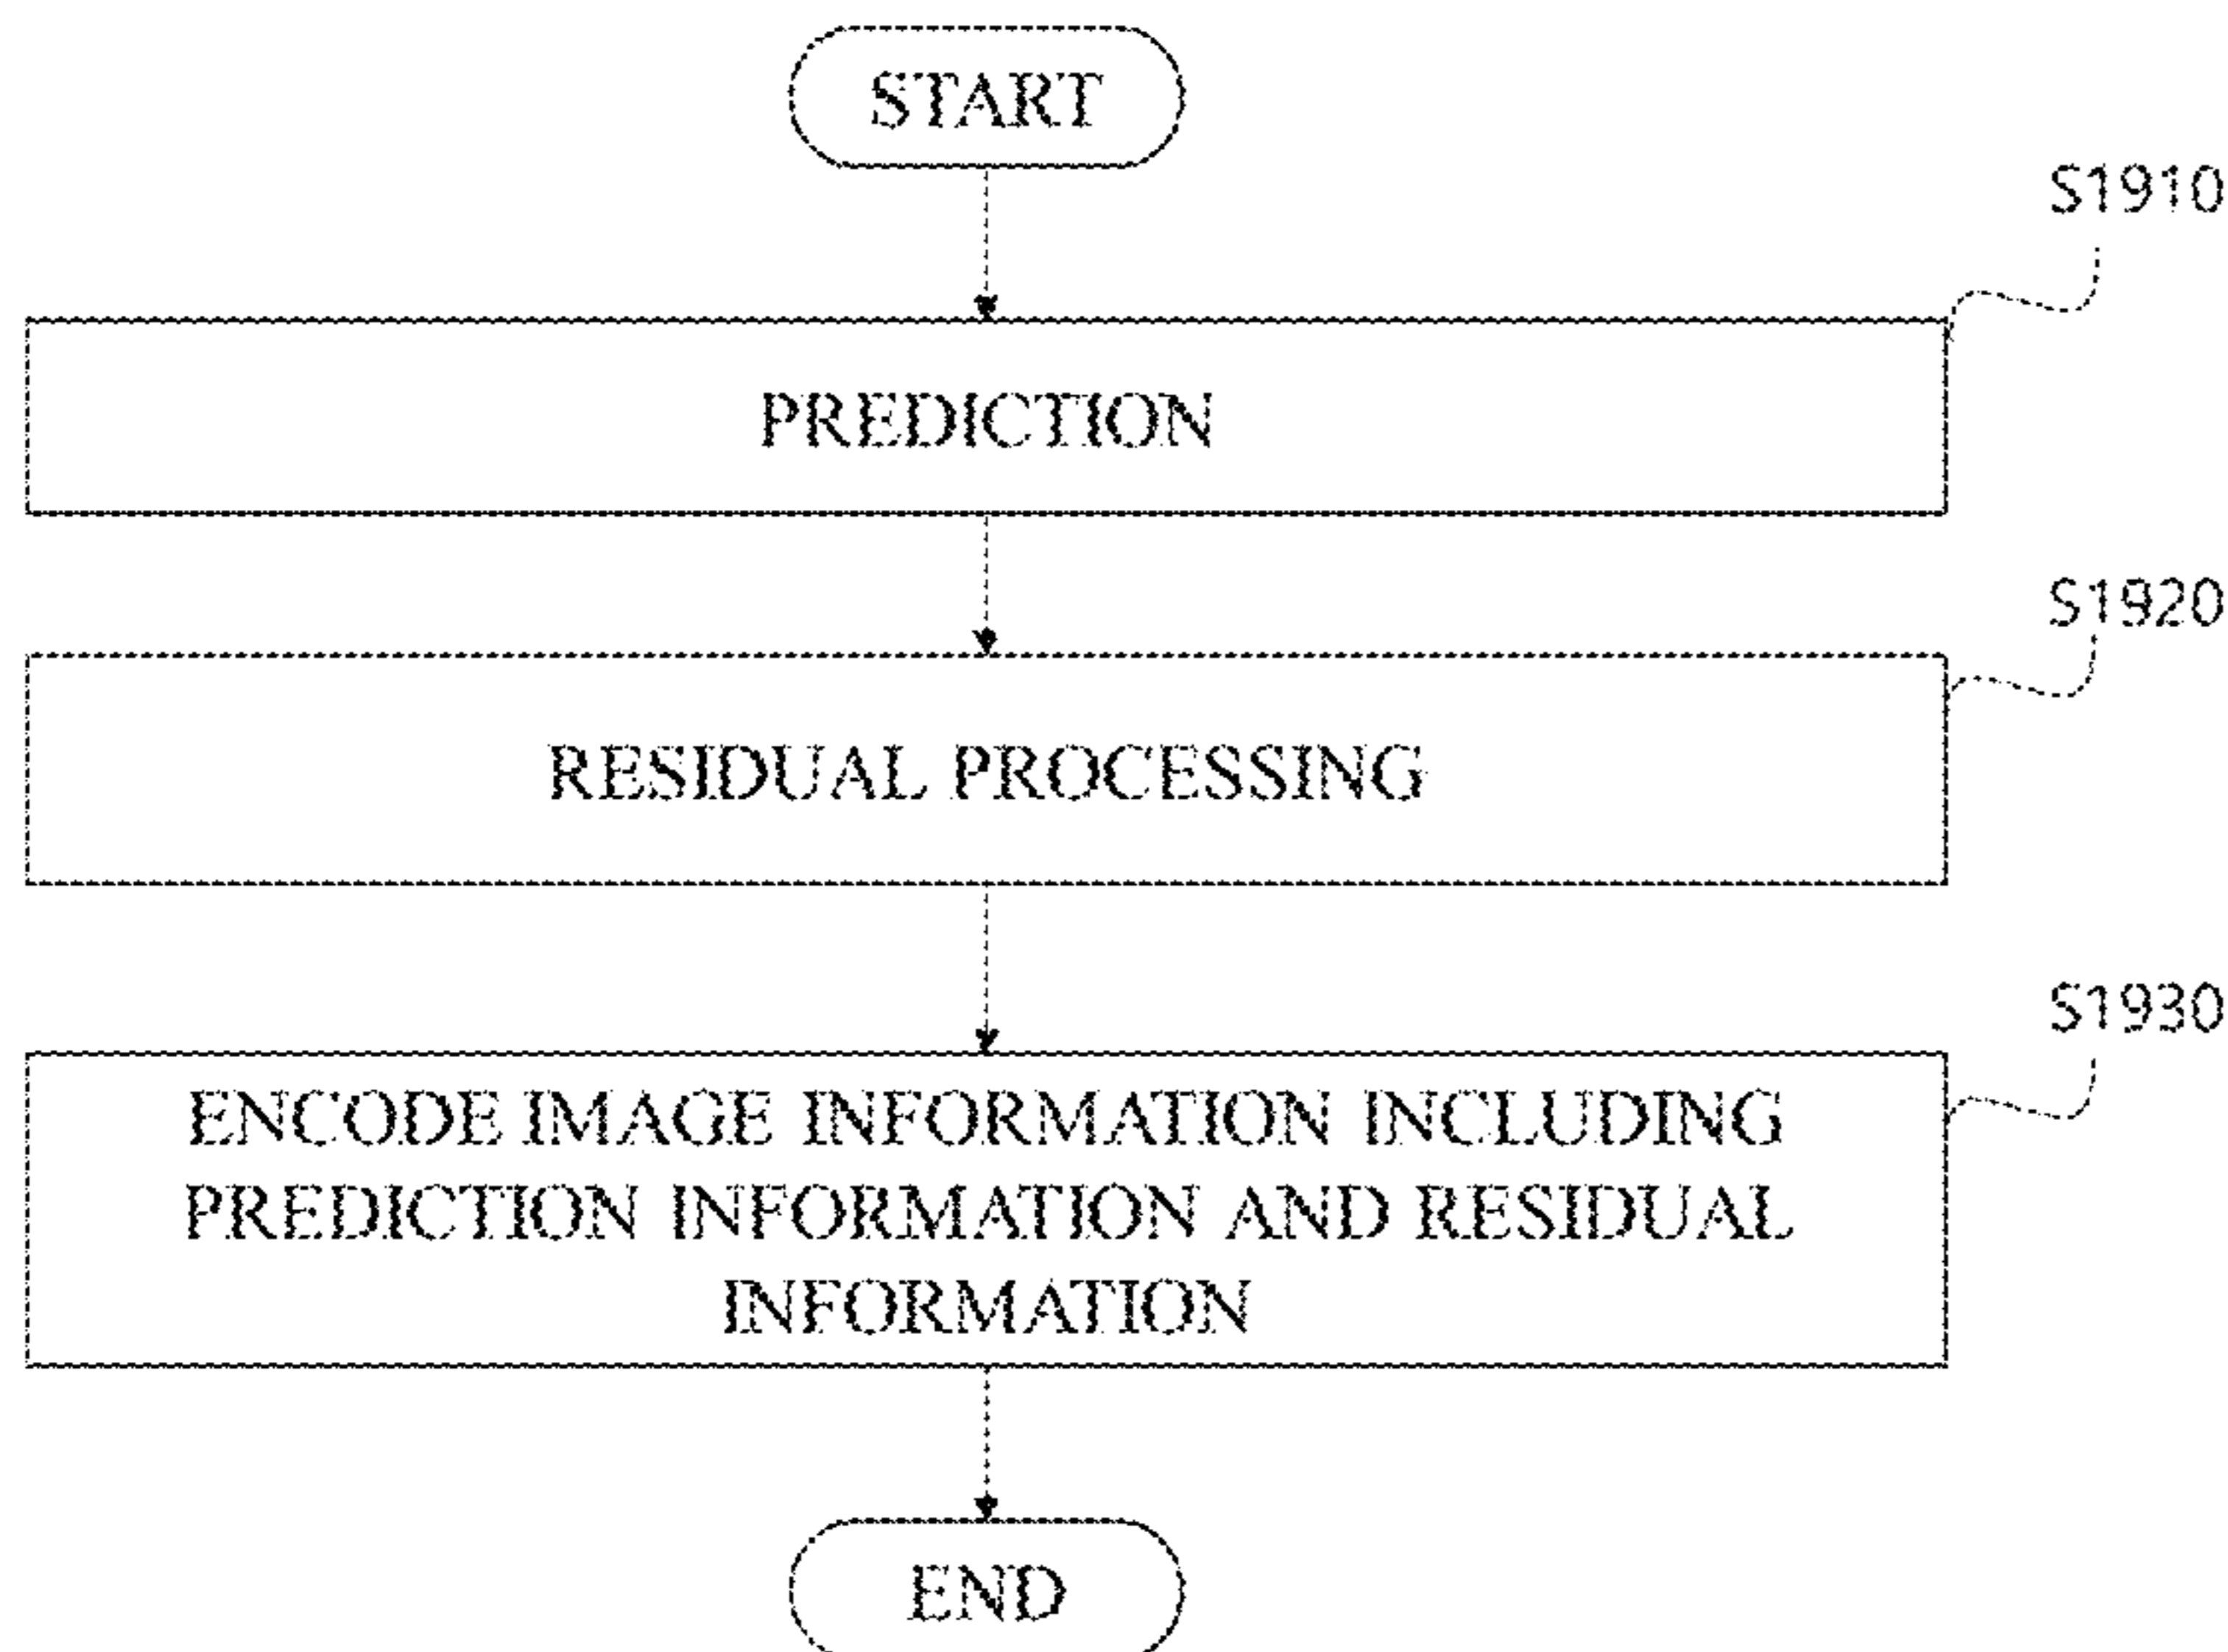 START
S1910
PREDICTION
S1920
RESIDUAL PROCESSING
S1930
ENCODE IMAGE INFORMATION INCLUDING
PREDICTION INFORMATION AND RESIDUAL
INFORMATION
END